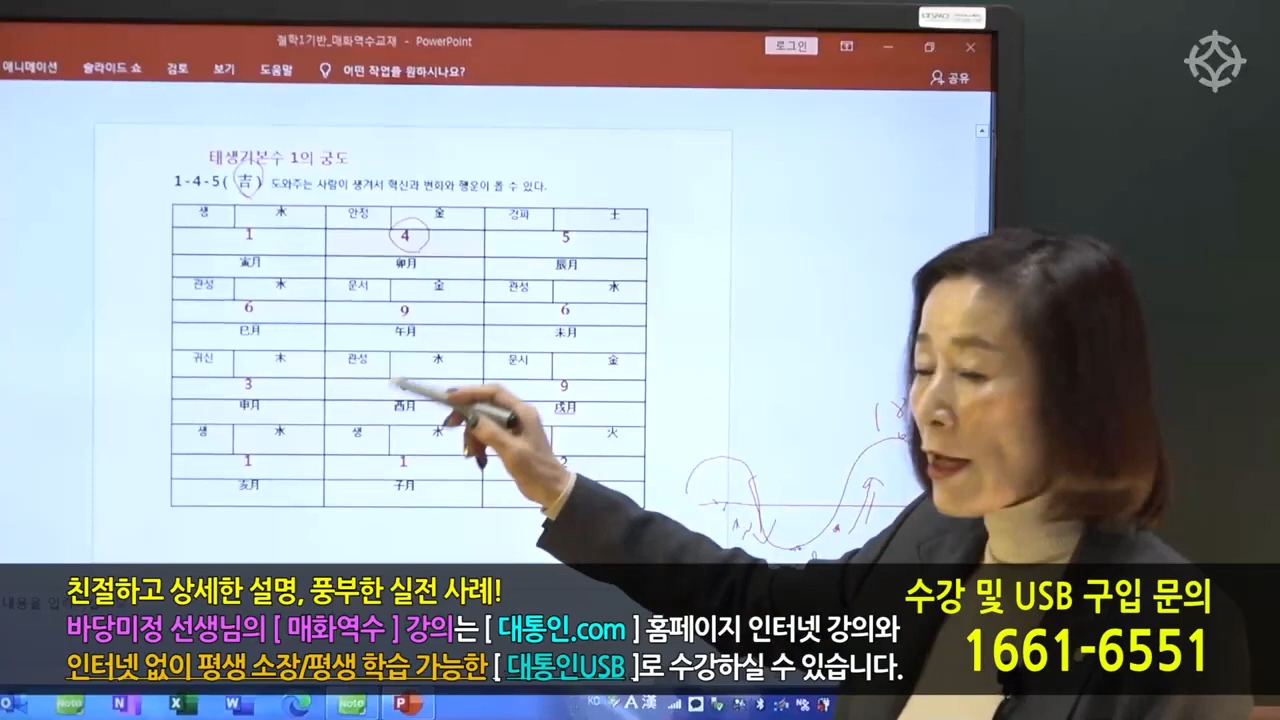 철학1기반_매화역수교재 - PowerPoint
로그인
애니메이션 슬라이드 쇼 검토 보기 도움말 어떤 작업을 원하시나요?
공유
태생기본수 1의 궁도
1-4-5(吉) 도와주는 사람이 생겨서 혁신과 변화와 행운이 올 수 있다.
생 水 안정 金 경파 土
1 4 5
寅月 卯月 辰月
관성 水 문서 金 관성 水
6 9 6
巳月 午月 未月
귀신 木 관성 水 문서 金
3 9
申月 酉月 戌月
생 水 생 水 火
1 1 2
亥月 子月
친절하고 상세한 설명, 풍부한 실전 사례!
바당미정 선생님의 [ 매화역수 ] 강의는 [ 대통인.com ] 홈페이지 인터넷 강의와
인터넷 없이 평생 소장/평생 학습 가능한 [ 대통인USB ]로 수강하실 수 있습니다.
수강 및 USB 구입 문의
1661-6551
A 漢